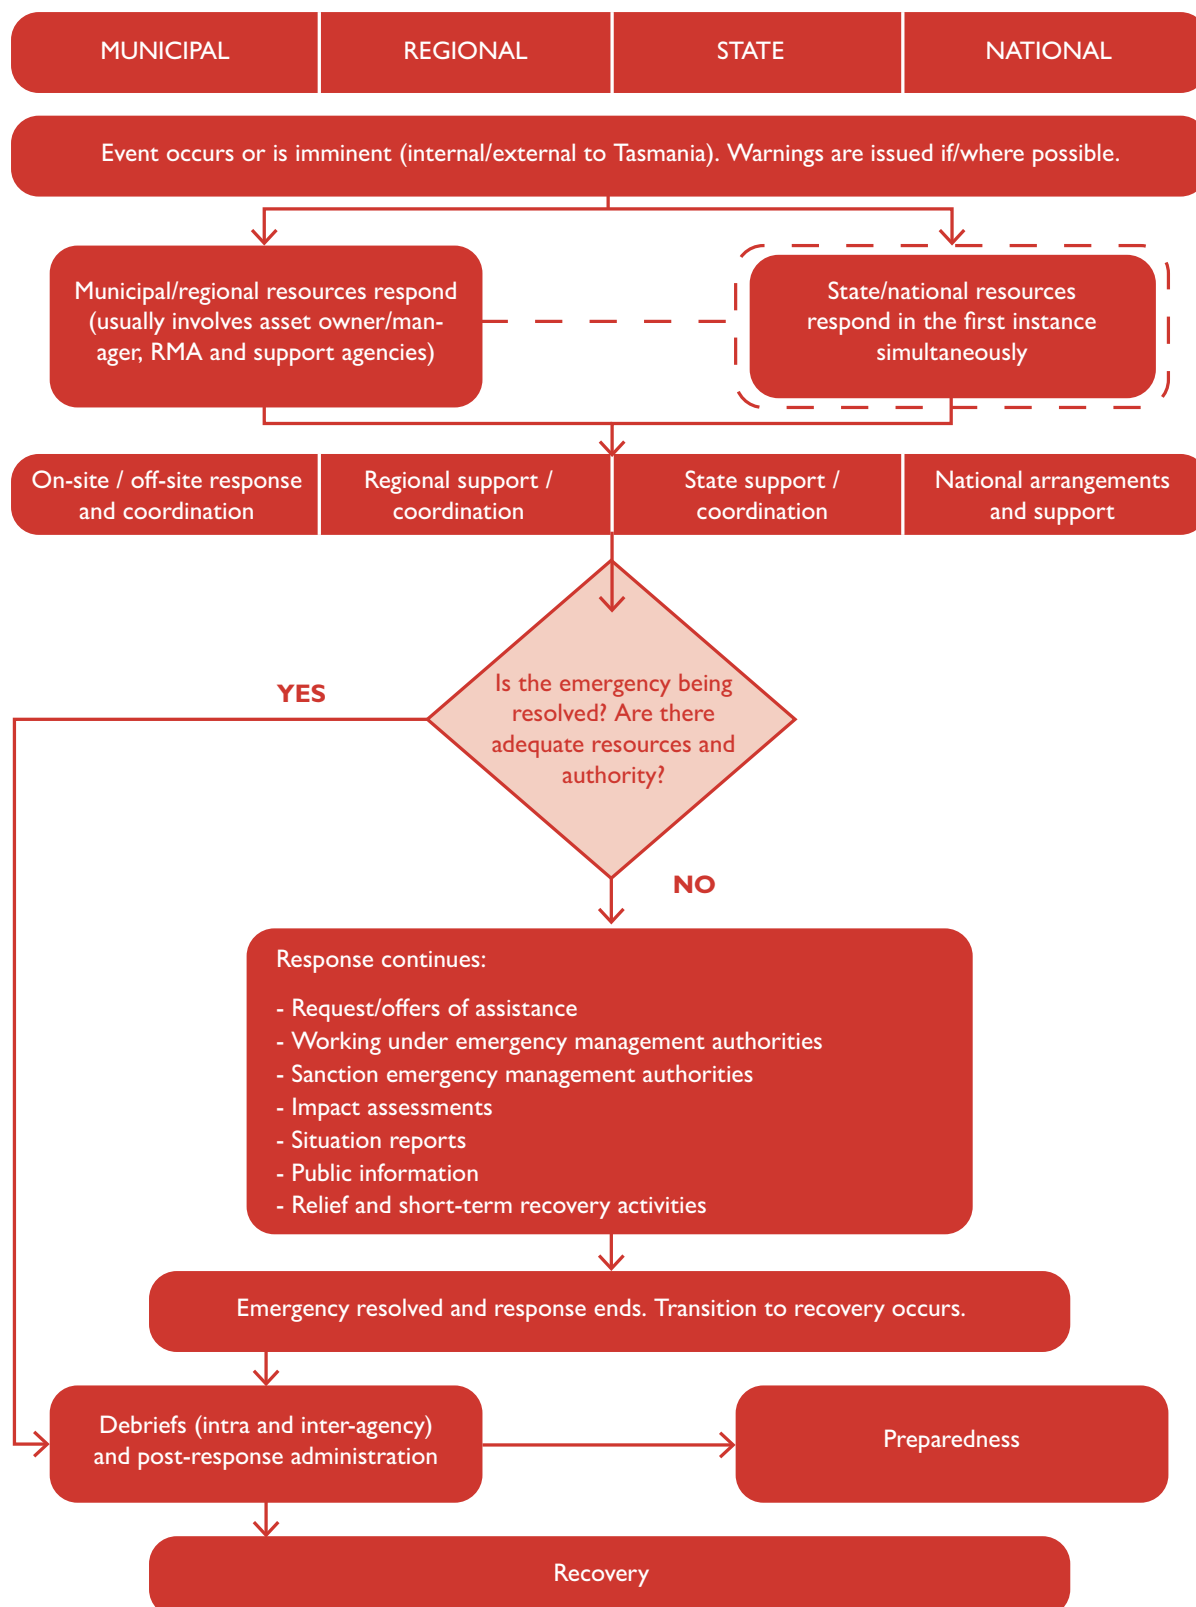 MUNICIPAL
REGIONAL
STATE
NATIONAL
Event occurs or is imminent (internal/external to Tasmania). Warnings are issued if/where possible.
Municipal/regional resources respond
(usually involves asset owner/man-
ager, RMA and support agencies)
State/national resources
respond in the first instance
simultaneously
On-site / off-site response
and coordination
Regional support /
coordination
State support /
coordination
National arrangements
and support
Is the emergency being
resolved? Are there
adequate resources and
authority?
YES
NO
Response continues:
- Request/offers of assistance
- Working under emergency management authorities
- Sanction emergency management authorities
- Impact assessments
- Situation reports
- Public information
- Relief and short-term recovery activities
Emergency resolved and response ends. Transition to recovery occurs.
Debriefs (intra and inter-agency)
and post-response administration
Preparedness
Recovery